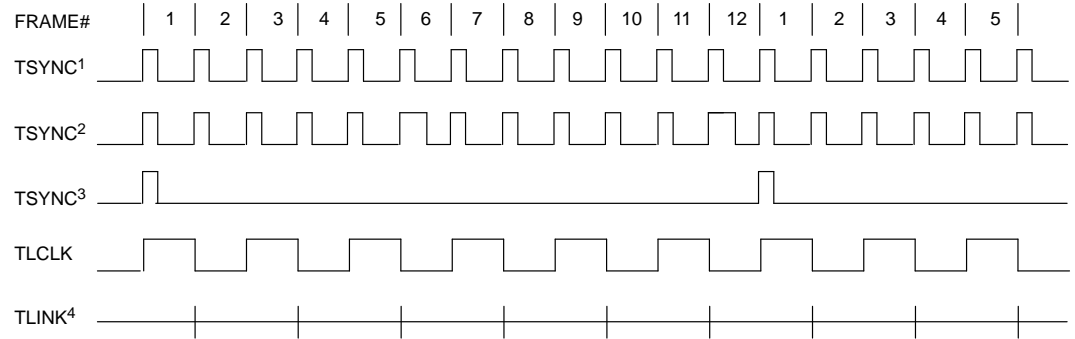 FRAME# 1 2 3 4 5 6 7 8 9 10 11 12 1 2 3 4 5
TSYNC1
TSYNC2
TSYNC3
TLCLK
TLINK4